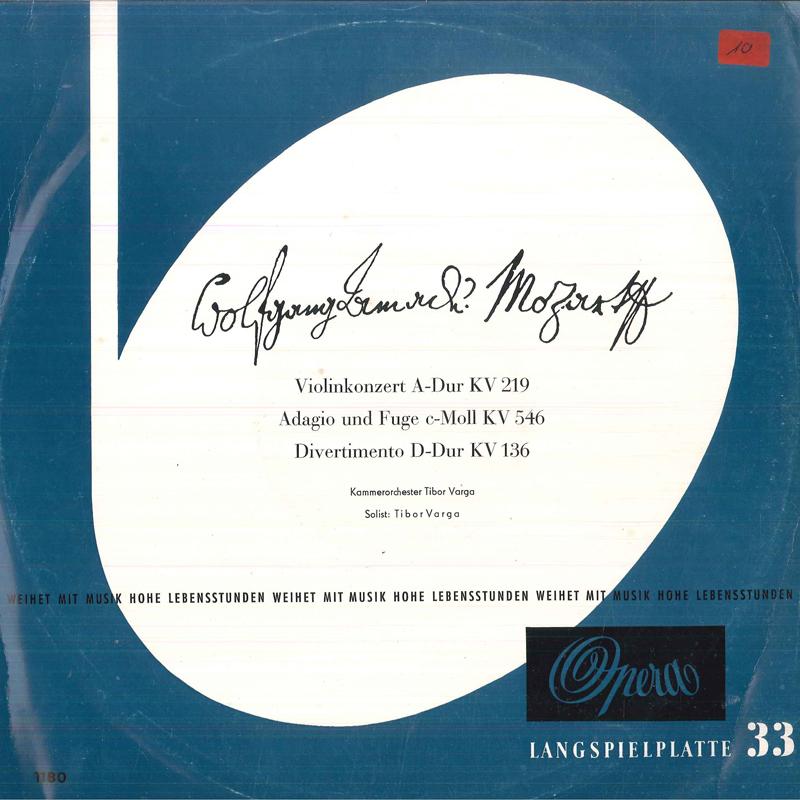 10
Wolfgang Amadè Mozart
Violinkonzert A-Dur KV 219
Adagio und Fuge c-Moll KV 546
Divertimento D-Dur KV 136
Kammerorchester Tibor Varga
Solist: Tibor Varga
WEIHET MIT MUSIK HOHE LEBENSSTUNDEN WEIHET MIT MUSIK HOHE LEBENSSTUNDEN WEIHET MIT MUSIK HOHE LEBENSSTUNDEN
Opera
LANGSPIELPLATTE 33
1180